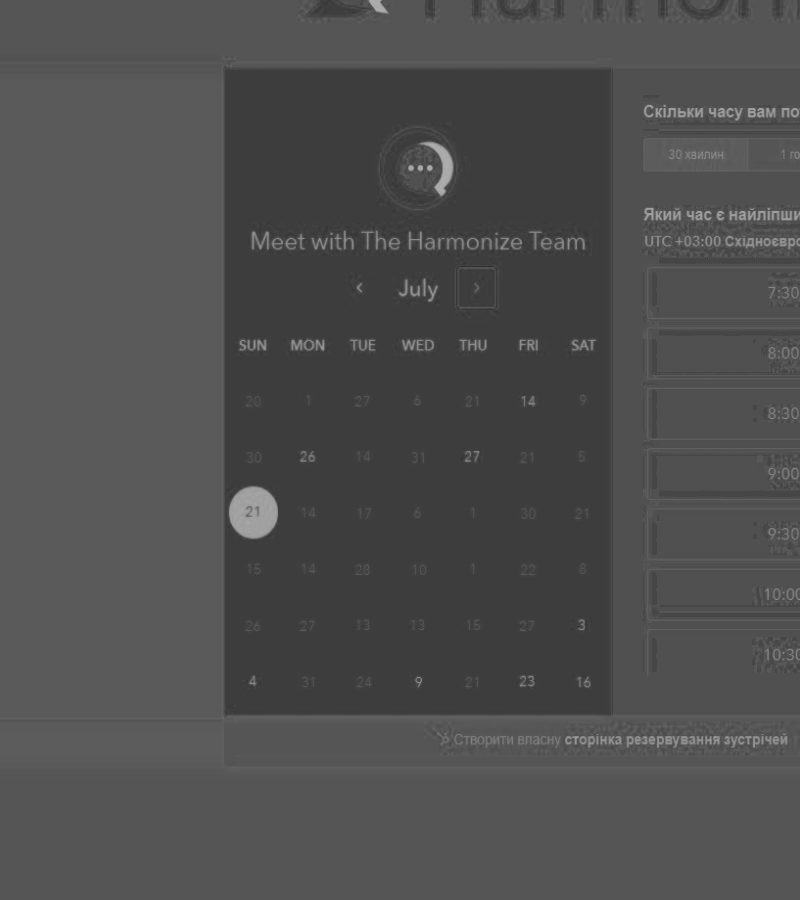 Harmoni
Meet with The Harmonize Team
July
SUN MON TUE WED THU FRI SAT
20 1 27 6 21 14 9
30 26 14 31 27 21 5
21 14 17 6 1 30 21
15 14 28 10 1 22 8
26 27 13 13 15 27 3
4 31 24 9 21 23 16
Скільки часу вам по
30 хвилин 1 го
Який час є найліпши
UTC +03:00 Східноєвро
7:30
8:00
8:30
9:00
9:30
10:00
10:30
Створити власну сторінка резервування зустрічей